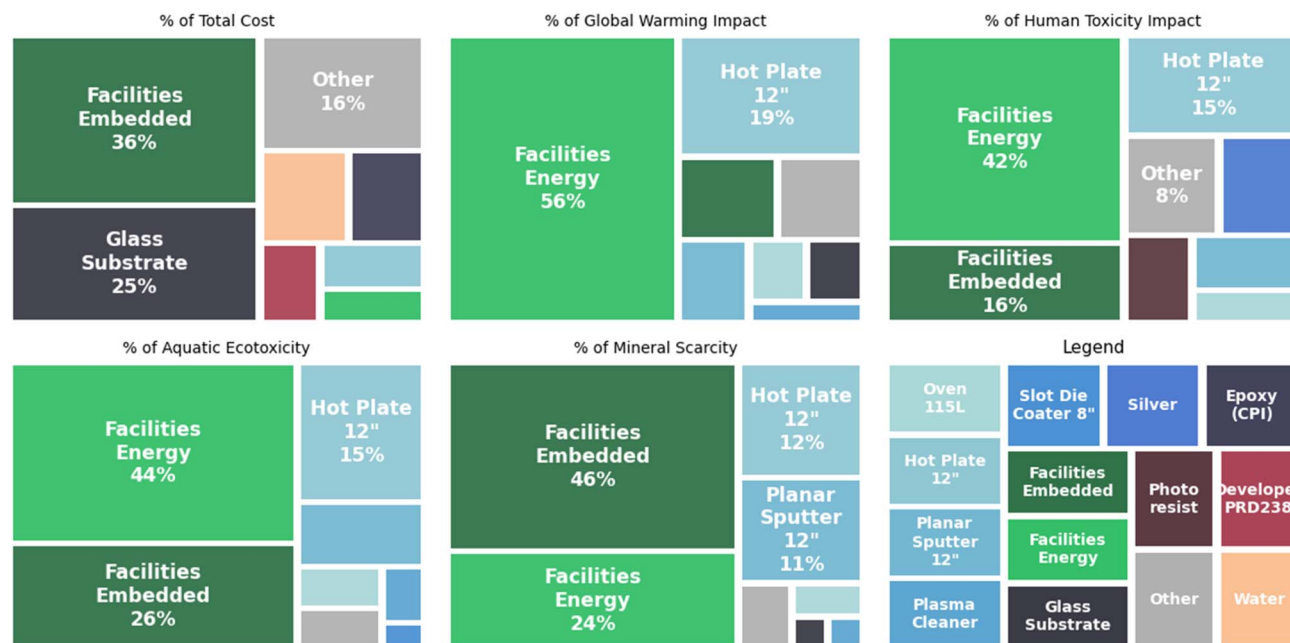 % of Total Cost
% of Global Warming Impact
% of Human Toxicity Impact
Facilities
Embedded
36%
Other
16%
Glass
Substrate
25%
Facilities
Energy
56%
Hot Plate
12"
19%
Facilities
Energy
42%
Hot Plate
12"
15%
Other
8%
Facilities
Embedded
16%
% of Aquatic Ecotoxicity
% of Mineral Scarcity
Legend
Facilities
Energy
44%
Hot Plate
12"
15%
Facilities
Embedded
26%
Facilities
Embedded
46%
Hot Plate
12"
12%
Planar
Sputter
12"
11%
Facilities
Energy
24%
Oven
115L
Slot Die
Coater 8"
Silver
Epoxy
(CPI)
Hot Plate
12"
Facilities
Embedded
Photo
resist
Develope
PRD238
Planar
Sputter
12"
Facilities
Energy
Plasma
Cleaner
Glass
Substrate
Other
Water